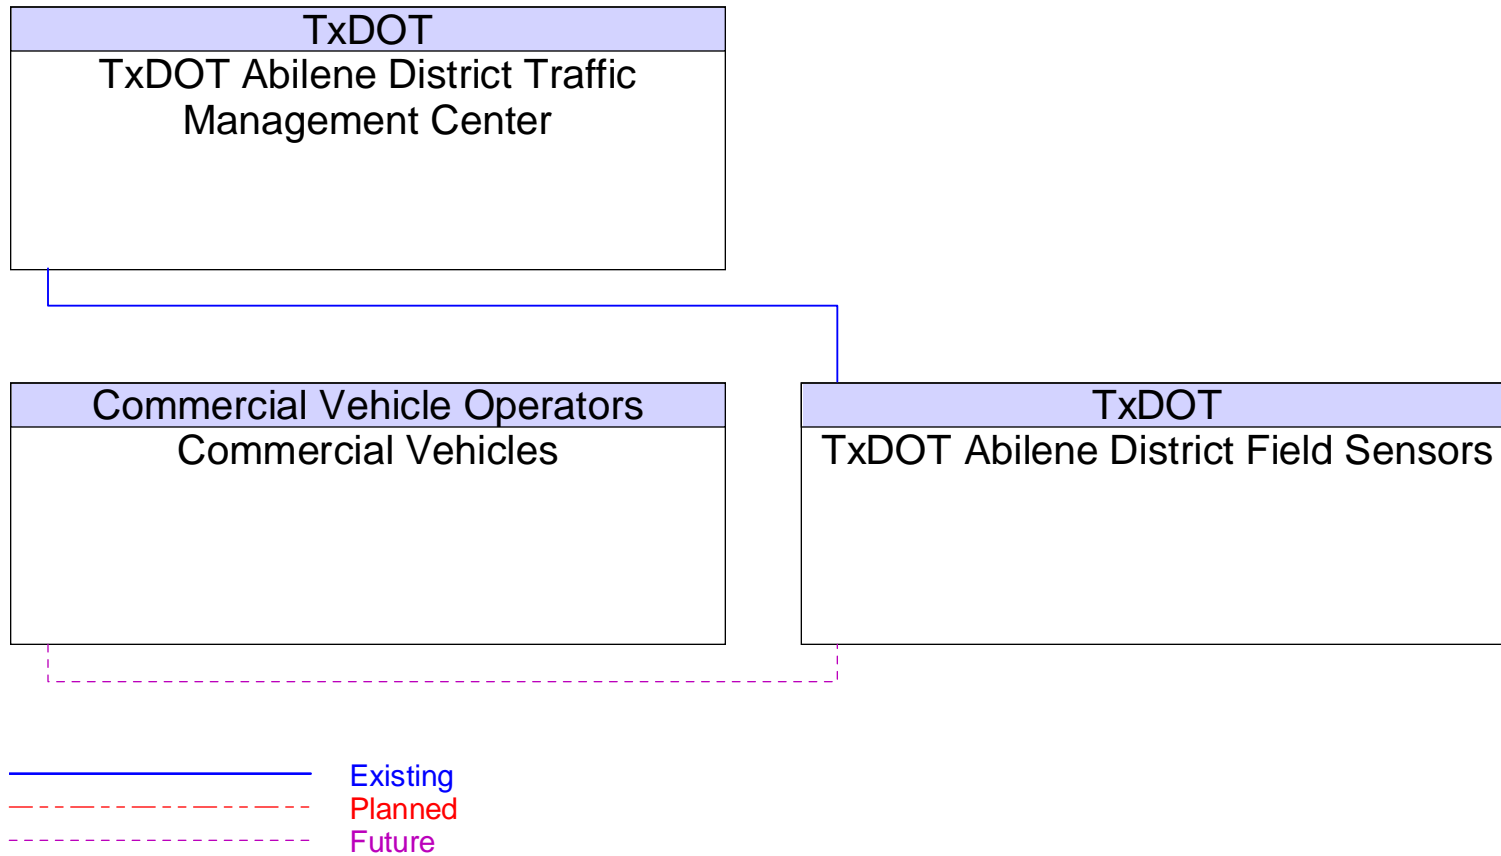 TxDOT
TxDOT Abilene District Traffic
Management Center
Commercial Vehicle Operators
Commercial Vehicles
TxDOT
TxDOT Abilene District Field Sensors
Existing
Planned
Future